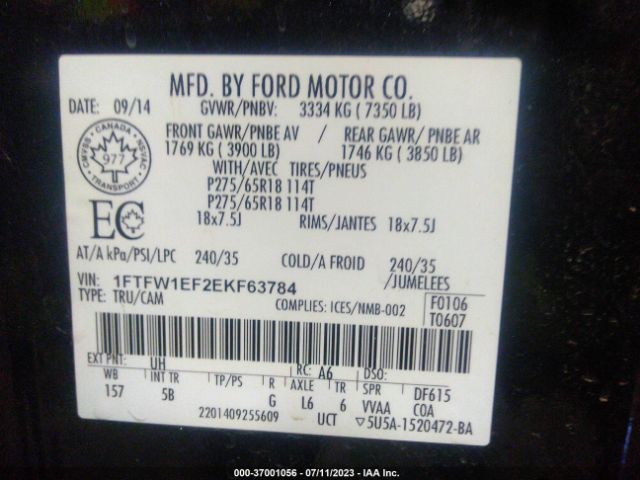 MFD. BY FORD MOTOR CO.
DATE: 09/14
GVWR/PNBV: 3334 KG ( 7350 LB)
FRONT GAWR/PNBE AV / REAR GAWR/ PNBE AR
1769 KG ( 3900 LB) 1746 KG ( 3850 LB)
CANADA
977
TRANSPORT
WITH/AVEC TIRES/PNEUS
P275/65R18 114T
P275/65R18 114T
EC
18x7.5J RIMS/JANTES 18x7.5J
AT/A kPa/PSI/LPC 240/35 COLD/A FROID 240/35
/JUMELEES
VIN: 1FTFW1EF2EKF63784
TYPE: TRU/CAM COMPLIES: ICES/NMB-002 F0106
T0607
EXT PNT: UH RC: A6 DSO:
WB INT TR TP/PS R AXLE TR SPR DF615
157 5B G L6 6 VVAA COA
2201409255609 UCT ▽5U5A-1520472-BA
000-37001056 - 07/11/2023 - IAA Inc.